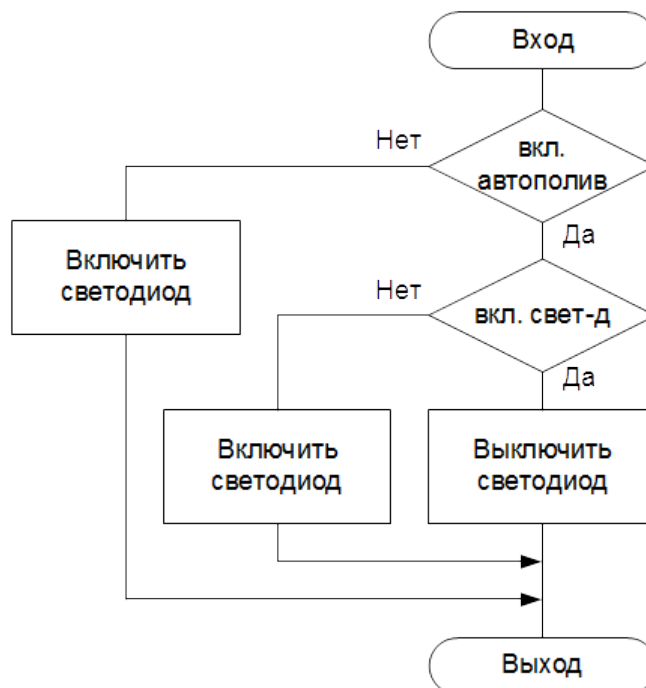 Вход
Нет
вкл.
автополив
Да
Включить
светодиод
Нет
вкл. свет-д
Да
Включить
светодиод
Выключить
светодиод
Выход